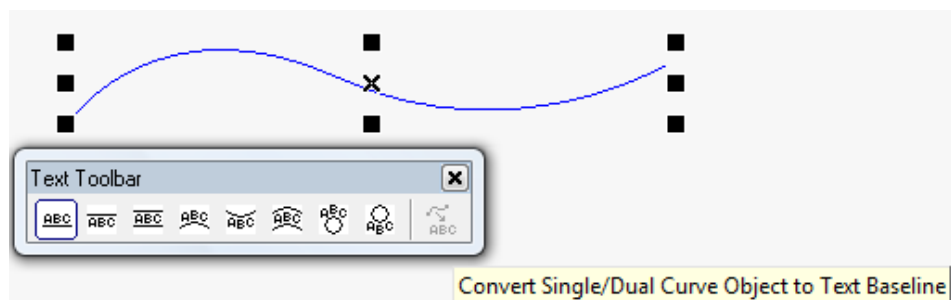 Text Toolbar
ABC ABC ABC ABC ABC ABC ABC ABC ABC
Convert Single/Dual Curve Object to Text Baseline